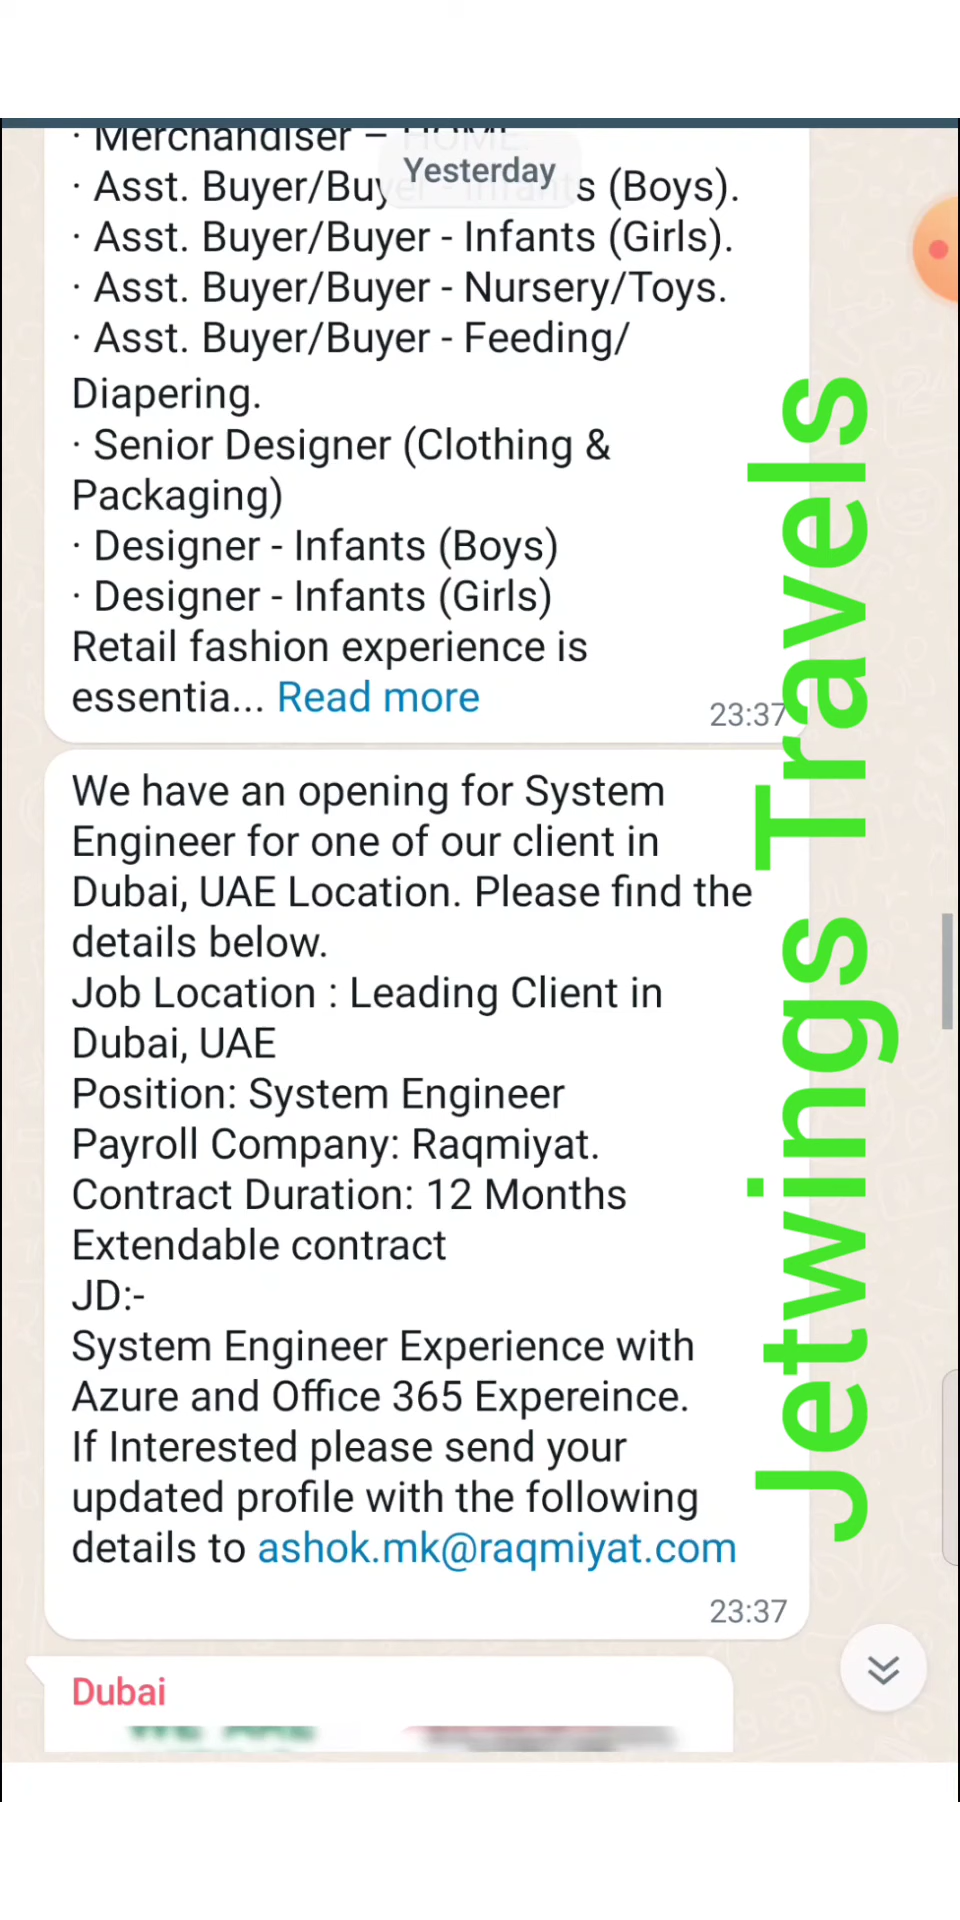 · Merchandiser – HOME.
Yesterday
· Asst. Buyer/Buyer - Infants (Boys).
· Asst. Buyer/Buyer - Infants (Girls).
· Asst. Buyer/Buyer - Nursery/Toys.
· Asst. Buyer/Buyer - Feeding/
Diapering.
· Senior Designer (Clothing &
Packaging)
· Designer - Infants (Boys)
· Designer - Infants (Girls)
Retail fashion experience is
essentia... Read more
23:37
We have an opening for System
Engineer for one of our client in
Dubai, UAE Location. Please find the
details below.
Job Location : Leading Client in
Dubai, UAE
Position: System Engineer
Payroll Company: Raqmiyat.
Contract Duration: 12 Months
Extendable contract
JD:-
System Engineer Experience with
Azure and Office 365 Expereince.
If Interested please send your
updated profile with the following
details to ashok.mk@raqmiyat.com
23:37
Dubai
WE ARE
Jetwings Travels